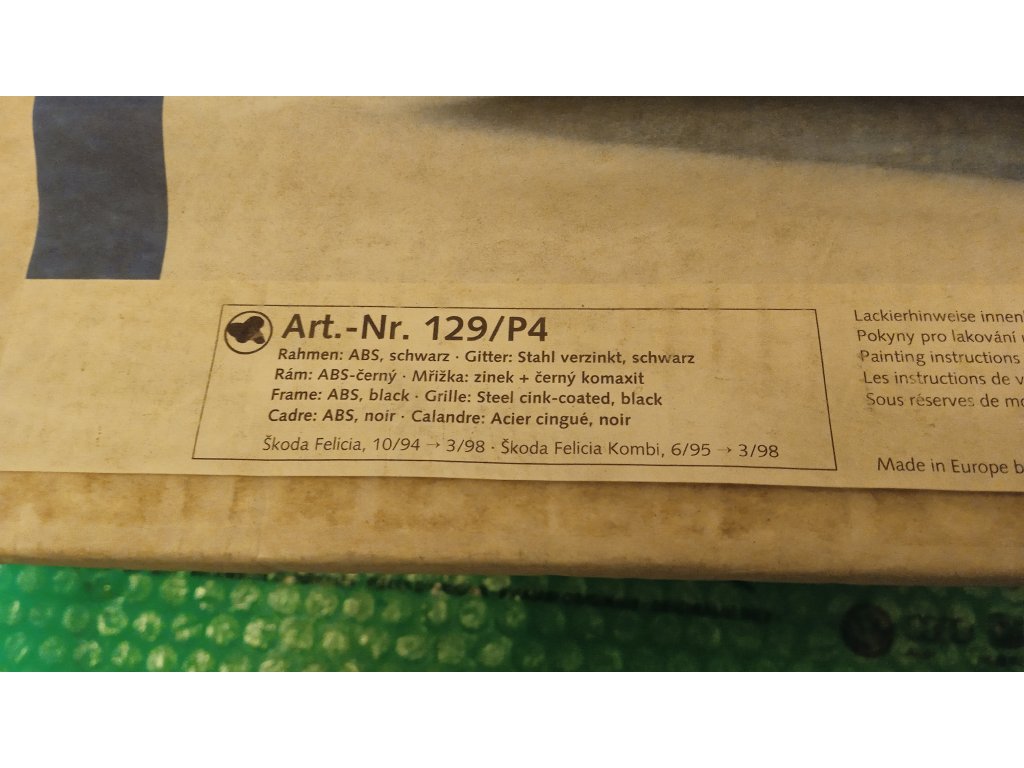 Art.-Nr. 129/P4
Rahmen: ABS, schwarz · Gitter: Stahl verzinkt, schwarz
Rám: ABS-černý · Mřížka: zinek + černý komaxit
Frame: ABS, black · Grille: Steel cink-coated, black
Cadre: ABS, noir · Calandre: Acier cingué, noir
Škoda Felicia, 10/94 → 3/98 · Škoda Felicia Kombi, 6/95 → 3/98
Lackierhinweise innen
Pokyny pro lakování
Painting instructions
Les instructions de v
Sous réserves de mo
Made in Europe b